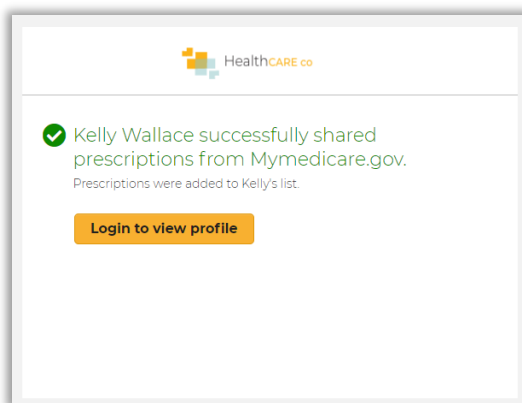 HealthCARE co
Kelly Wallace successfully shared
prescriptions from Mymedicare.gov.
Prescriptions were added to Kelly's list.
Login to view profile